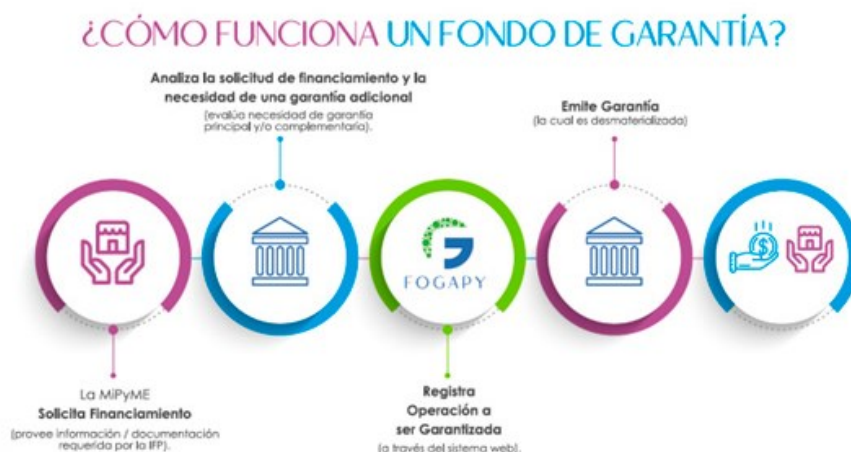 ¿CÓMO FUNCIONA UN FONDO DE GARANTÍA?
Analiza la solicitud de financiamiento y la
necesidad de una garantía adicional
(evalúa necesidad de garantía
principal y/o complementaria).
Emite Garantía
(la cual es desmaterializada)
FOGAPY
La MiPyME
Solicita Financiamiento
(provee información / documentación
requerida por la IFP).
Registra
Operación a
ser Garantizada
(a través del sistema web).